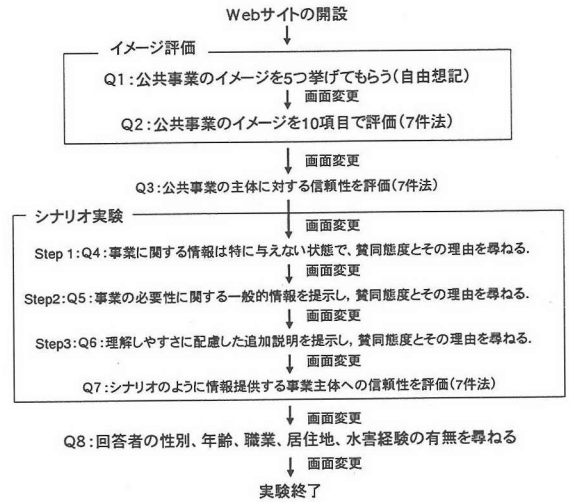 Webサイトの開設
イメージ評価
Q1：公共事業のイメージを5つ挙げてもらう（自由想記）
画面変更
Q2：公共事業のイメージを10項目で評価（7件法）
画面変更
Q3：公共事業の主体に対する信頼性を評価（7件法）
シナリオ実験
画面変更
Step 1：Q4：事業に関する情報は特に与えない状態で、賛同態度とその理由を尋ねる.
画面変更
Step2：Q5：事業の必要性に関する一般的情報を提示し, 賛同態度とその理由を尋ねる.
画面変更
Step3：Q6：理解しやすさに配慮した追加説明を提示し, 賛同態度とその理由を尋ねる.
画面変更
Q7：シナリオのように情報提供する事業主体への信頼性を評価（7件法）
画面変更
Q8：回答者の性別、年齢、職業、居住地、水害経験の有無を尋ねる
画面変更
実験終了